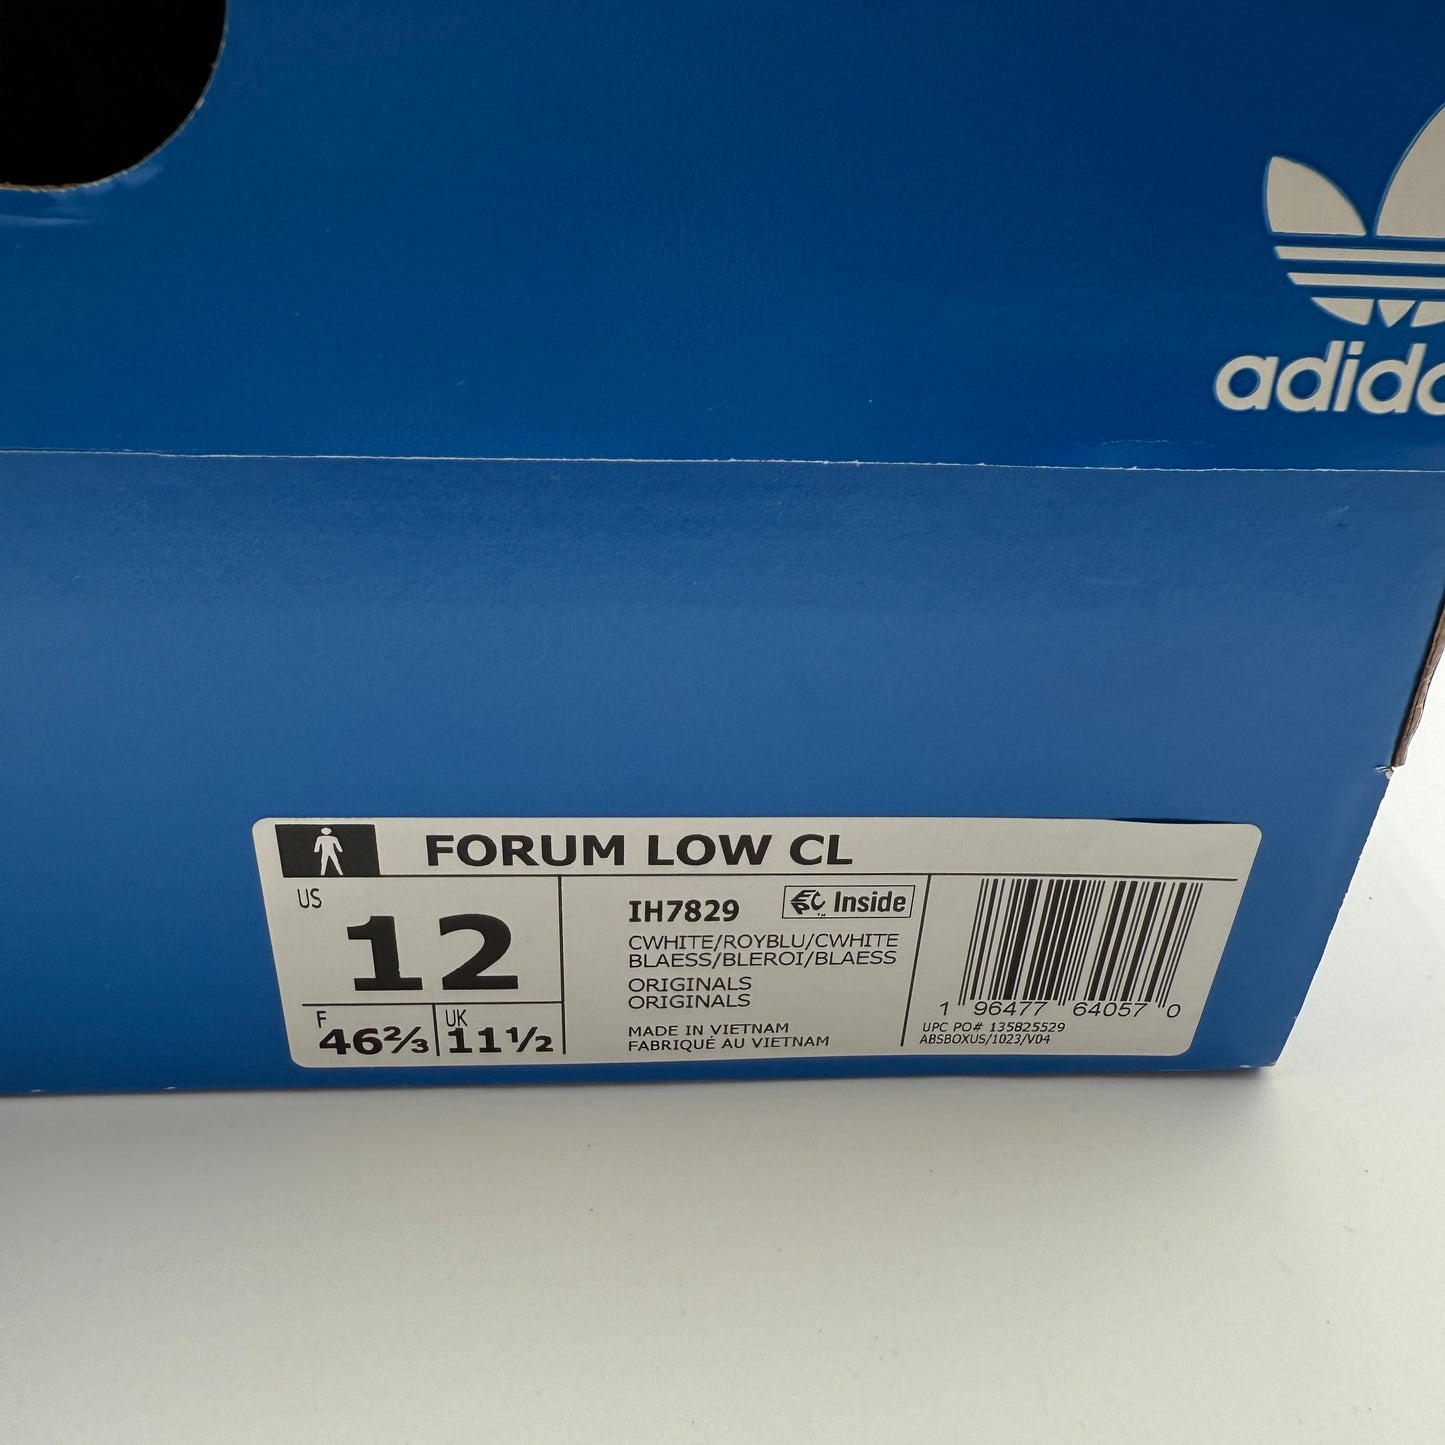 adida
FORUM LOW CL
US
12
F
46⅔
UK
11½
IH7829
EPC Inside
CWHITE/ROYBLU/CWHITE
BLAESS/BLEROI/BLAESS
ORIGINALS
ORIGINALS
MADE IN VIETNAM
FABRIQUÉ AU VIETNAM
1 96477 64057 0
UPC PO# 135825529
ABSBOXUS/1023/V04